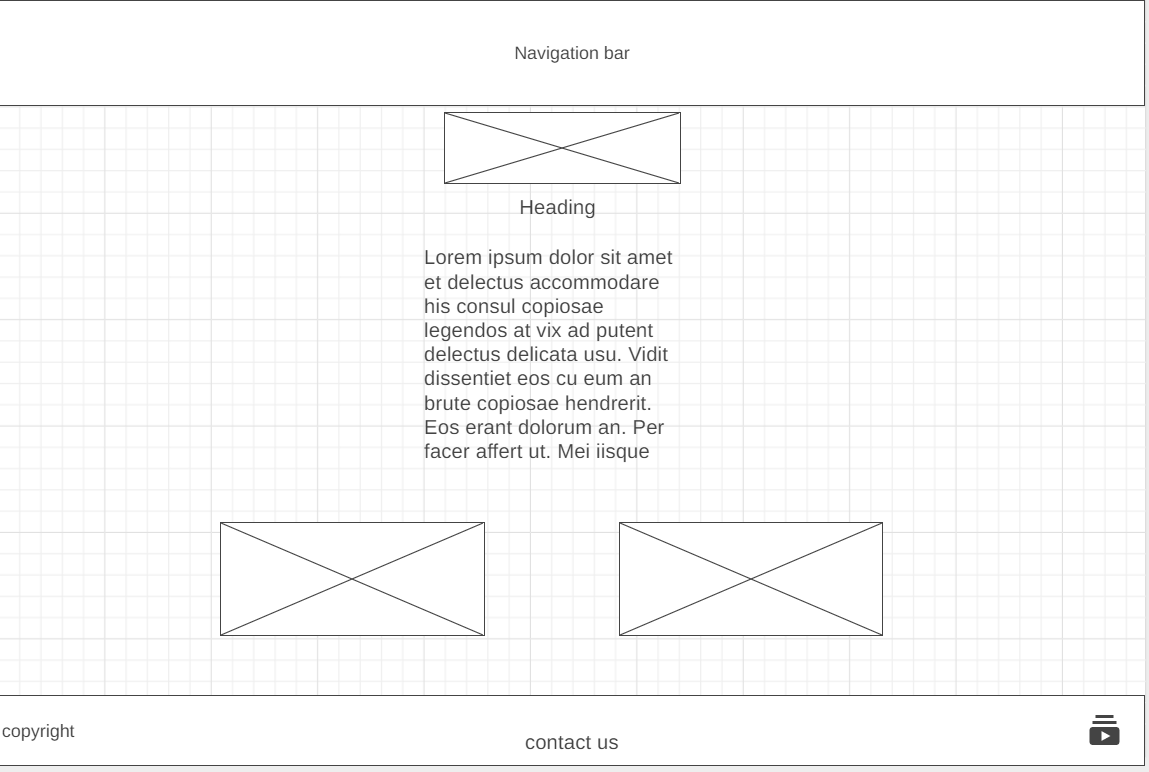 Navigation bar
Heading
Lorem ipsum dolor sit amet
et delectus accommodare
his consul copiosae
legendos at vix ad putent
delectus delicata usu. Vidit
dissentiet eos cu eum an
brute copiosae hendrerit.
Eos erant dolorum an. Per
facer affert ut. Mei iisque
copyright
contact us